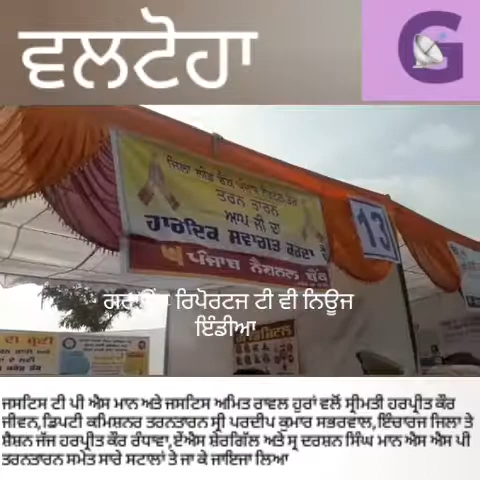 ਵਲਟੋਹਾ
G
ਜਿਲਾ ਲੀਡ ਬੈਂਕ, ਪੰਜਾਬ ਨੈਸ਼ਨਲ ਬੈਂਕ
ਤਰਨ ਤਾਰਨ
ਆਪ ਜੀ ਦਾ
ਹਾਰਦਿਕ ਸਵਾਗਤ ਕਰਦਾ ਹੈ
ਪੰਜਾਬ ਨੈਸ਼ਨਲ ਬੈਂਕ
13
ਰਿਪੋਰਟਜ ਟੀ ਵੀ ਨਿਊਜ
ਇੰਡੀਆ
ਜਸਟਿਸ ਟੀ ਪੀ ਐਸ ਮਾਨ ਅਤੇ ਜਸਟਿਸ ਅਮਿਤ ਰਾਵਲ ਹੁਰਾਂ ਵਲੋਂ ਸ੍ਰੀਮਤੀ ਹਰਪ੍ਰੀਤ ਕੌਰ
ਜੀਵਨ, ਡਿਪਟੀ ਕਮਿਸ਼ਨਰ ਤਰਨਤਾਰਨ ਸ੍ਰੀ ਪਰਦੀਪ ਕੁਮਾਰ ਸਭਰਵਾਲ, ਇੰਚਾਰਜ ਜਿਲਾ ਤੇ
ਸ਼ੈਸ਼ਨ ਜੱਜ ਹਰਪ੍ਰੀਤ ਕੌਰ ਰੰਧਾਵਾ,ਏਐਸ ਸ਼ੇਰਗਿੱਲ ਅਤੇ ਸ੍ਰ ਦਰਸ਼ਨ ਸਿੰਘ ਮਾਨ ਐਸ ਐਸ ਪੀ
ਤਰਨਤਾਰਨ ਸਮੇਤ ਸਾਰੇ ਸਟਾਲਾਂ ਤੇ ਜਾ ਕੇ ਜਾਇਜਾ ਲਿਆ